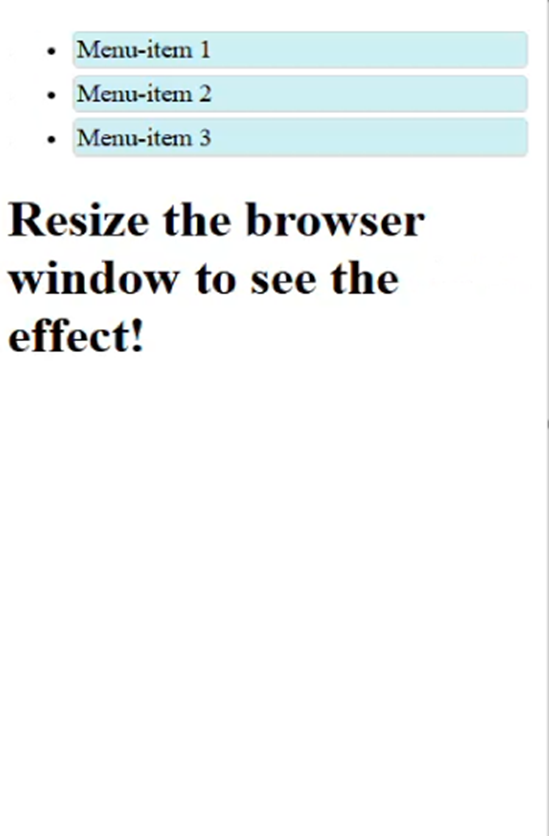 Menu-item 1
Menu-item 2
Menu-item 3
Resize the browser
window to see the
effect!